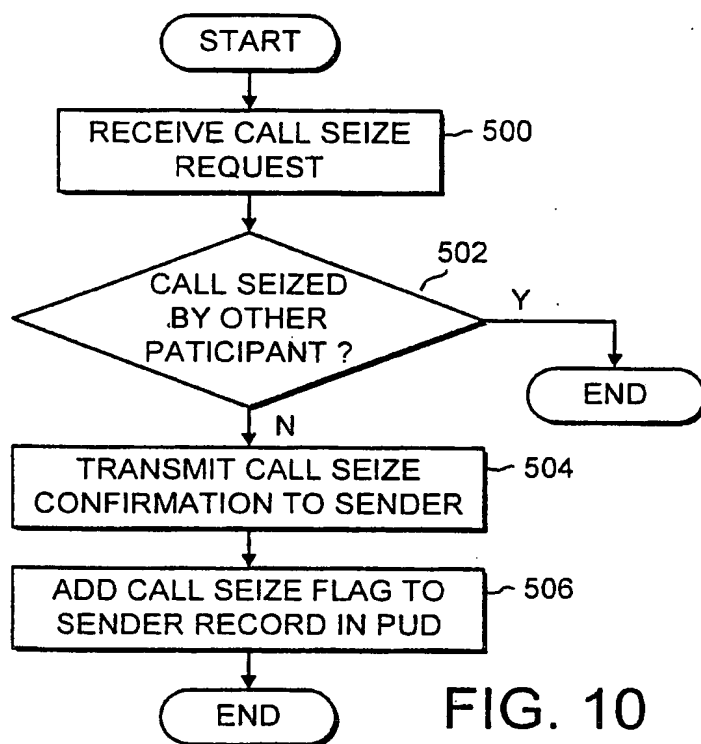 START
RECEIVE CALL SEIZE
REQUEST
500
502
CALL SEIZED
BY OTHER
PATICIPANT ?
Y
END
N
TRANSMIT CALL SEIZE
CONFIRMATION TO SENDER
504
ADD CALL SEIZE FLAG TO
SENDER RECORD IN PUD
506
END
FIG. 10